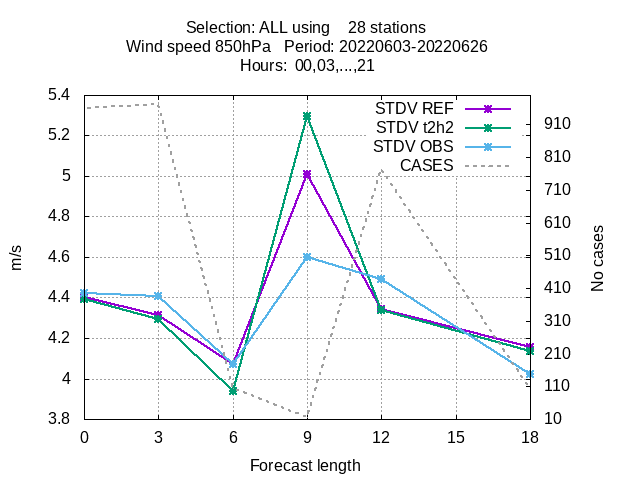 Selection: ALL using    28 stations
Wind speed 850hPa   Period: 20220603-20220626
Hours:  00,03,...,21
STDV REF
STDV t2h2
STDV OBS
CASES
5.4
5.2
5
4.8
4.6
4.4
4.2
4
3.8
m/s
910
810
710
610
510
410
310
210
110
10
No cases
0 3 6 9 12 15 18
Forecast length